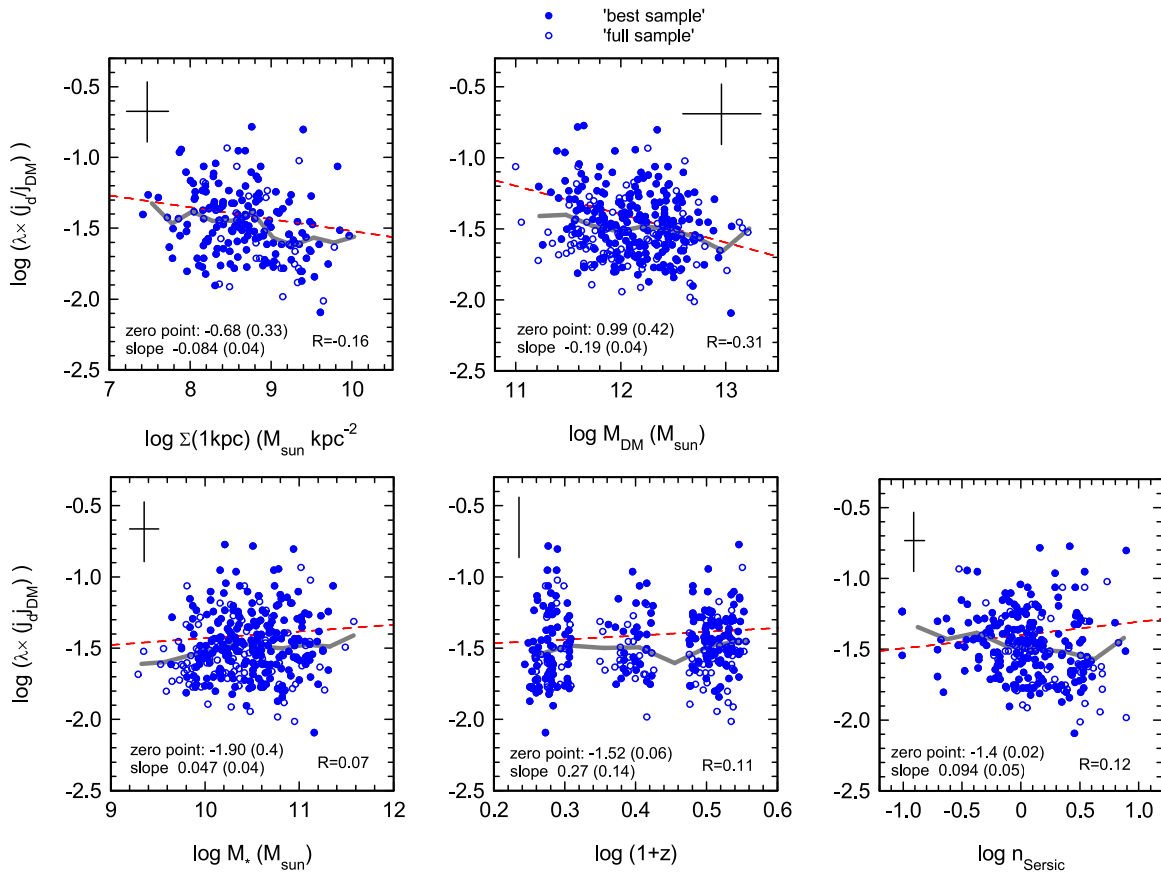 'best sample'
'full sample'
-0.5
-1.0
-1.5
-2.0
-2.5
log (λ× (j_d/j_DM) )
zero point: -0.68 (0.33)
slope -0.084 (0.04)
R=-0.16
7 8 9 10
log Σ(1kpc) (M_sun kpc^-2
-0.5
-1.0
-1.5
-2.0
-2.5
zero point: 0.99 (0.42)
slope -0.19 (0.04)
R=-0.31
11 12 13
log M_DM (M_sun)
-0.5
-1.0
-1.5
-2.0
-2.5
log (λ× (j_d/j_DM) )
zero point: -1.90 (0.4)
slope 0.047 (0.04)
R=0.07
9 10 11 12
log M_* (M_sun)
-0.5
-1.0
-1.5
-2.0
-2.5
zero point: -1.52 (0.06)
slope 0.27 (0.14)
R=0.11
0.2 0.3 0.4 0.5 0.6
log (1+z)
-0.5
-1.0
-1.5
-2.0
-2.5
zero point: -1.4 (0.02)
slope 0.094 (0.05)
R=0.12
-1.0 -0.5 0.0 0.5 1.0
log n_Sersic